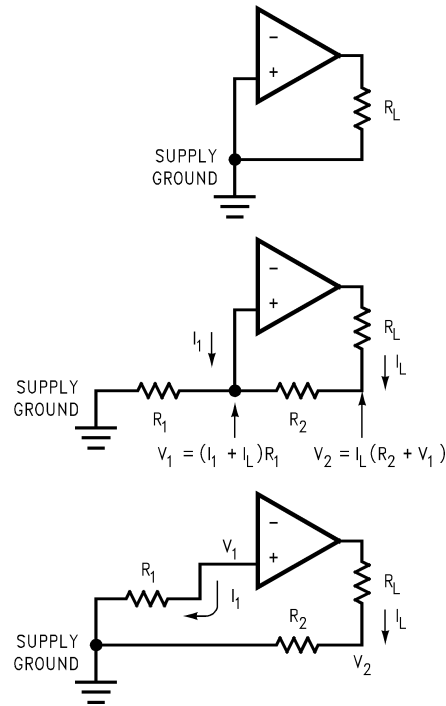 −
+
R_L
SUPPLY
GROUND
−
+
R_L
I_1
I_L
SUPPLY
GROUND
R_1
R_2
V_1 = (I_1 + I_L)R_1
V_2 = I_L(R_2 + V_1)
−
V_1
+
R_1
R_L
I_1
R_2
I_L
SUPPLY
GROUND
V_2